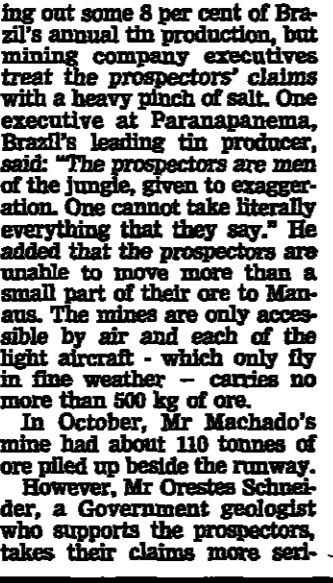 ing out some 8 per cent of Bra-
zil's annual tin production, but
mining company executives
treat the prospectors' claims
with a heavy pinch of salt. One
executive at Paranapanema,
Brazil's leading tin producer,
said: "The prospectors are men
of the jungle, given to exagger-
ation. One cannot take literally
everything that they say." He
added that the prospectors are
unable to move more than a
small part of their ore to Man-
aus. The mines are only acces-
sible by air and each of the
light aircraft - which only fly
in fine weather — carries no
more than 500 kg of ore.
In October, Mr Machado's
mine had about 110 tonnes of
ore piled up beside the runway.
However, Mr Orestes Schnei-
der, a Government geologist
who supports the prospectors,
takes their claims more seri-